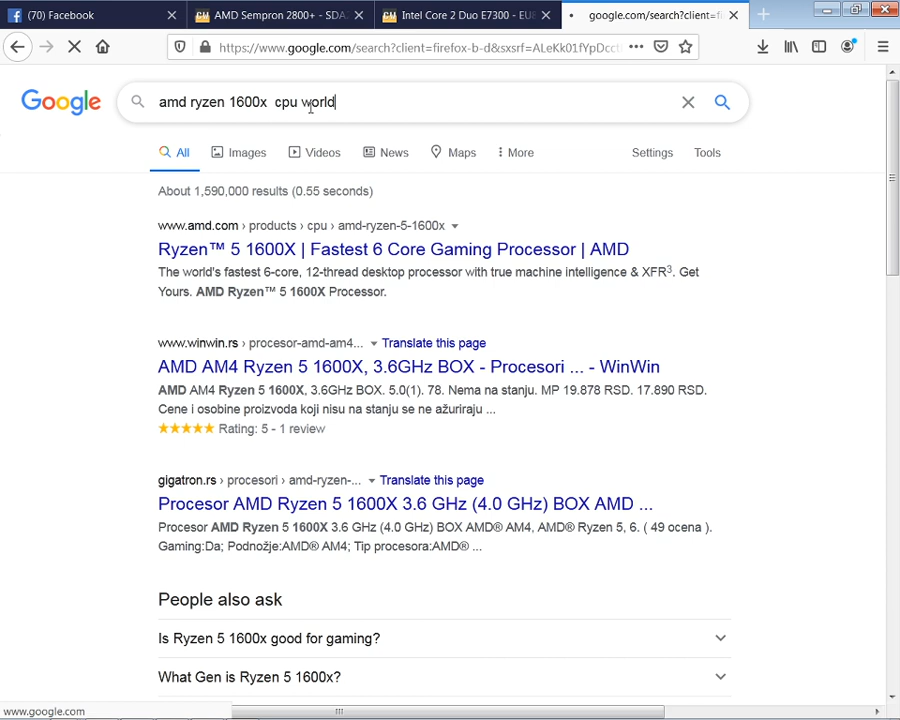 (70) Facebook
AMD Sempron 2800+ - SDA
Intel Core 2 Duo E7300 - EU8
google.com/search?client=fi
https://www.google.com/search?client=firefox-b-d&sxsrf=ALeKk01fYpDcct
Google
amd ryzen 1600x  cpu world
All
Images
Videos
News
Maps
More
Settings
Tools
About 1,590,000 results (0.55 seconds)
www.amd.com › products › cpu › amd-ryzen-5-1600x
Ryzen™ 5 1600X | Fastest 6 Core Gaming Processor | AMD
The world's fastest 6-core, 12-thread desktop processor with true machine intelligence & XFR³. Get
Yours. AMD Ryzen™ 5 1600X Processor.
www.winwin.rs › procesor-amd-am4... Translate this page
AMD AM4 Ryzen 5 1600X, 3.6GHz BOX - Procesori ... - WinWin
AMD AM4 Ryzen 5 1600X, 3.6GHz BOX. 5.0(1). 78. Nema na stanju. MP 19.878 RSD. 17.890 RSD.
Cene i osobine proizvoda koji nisu na stanju se ne ažuriraju ...
★★★★★ Rating: 5 - 1 review
gigatron.rs › procesori › amd-ryzen-... Translate this page
Procesor AMD Ryzen 5 1600X 3.6 GHz (4.0 GHz) BOX AMD ...
Procesor AMD Ryzen 5 1600X 3.6 GHz (4.0 GHz) BOX AMD® AM4, AMD® Ryzen 5, 6. ( 49 ocena ).
Gaming:Da; Podnožje:AMD® AM4; Tip procesora:AMD® ...
People also ask
Is Ryzen 5 1600x good for gaming?
What Gen is Ryzen 5 1600x?
www.google.com